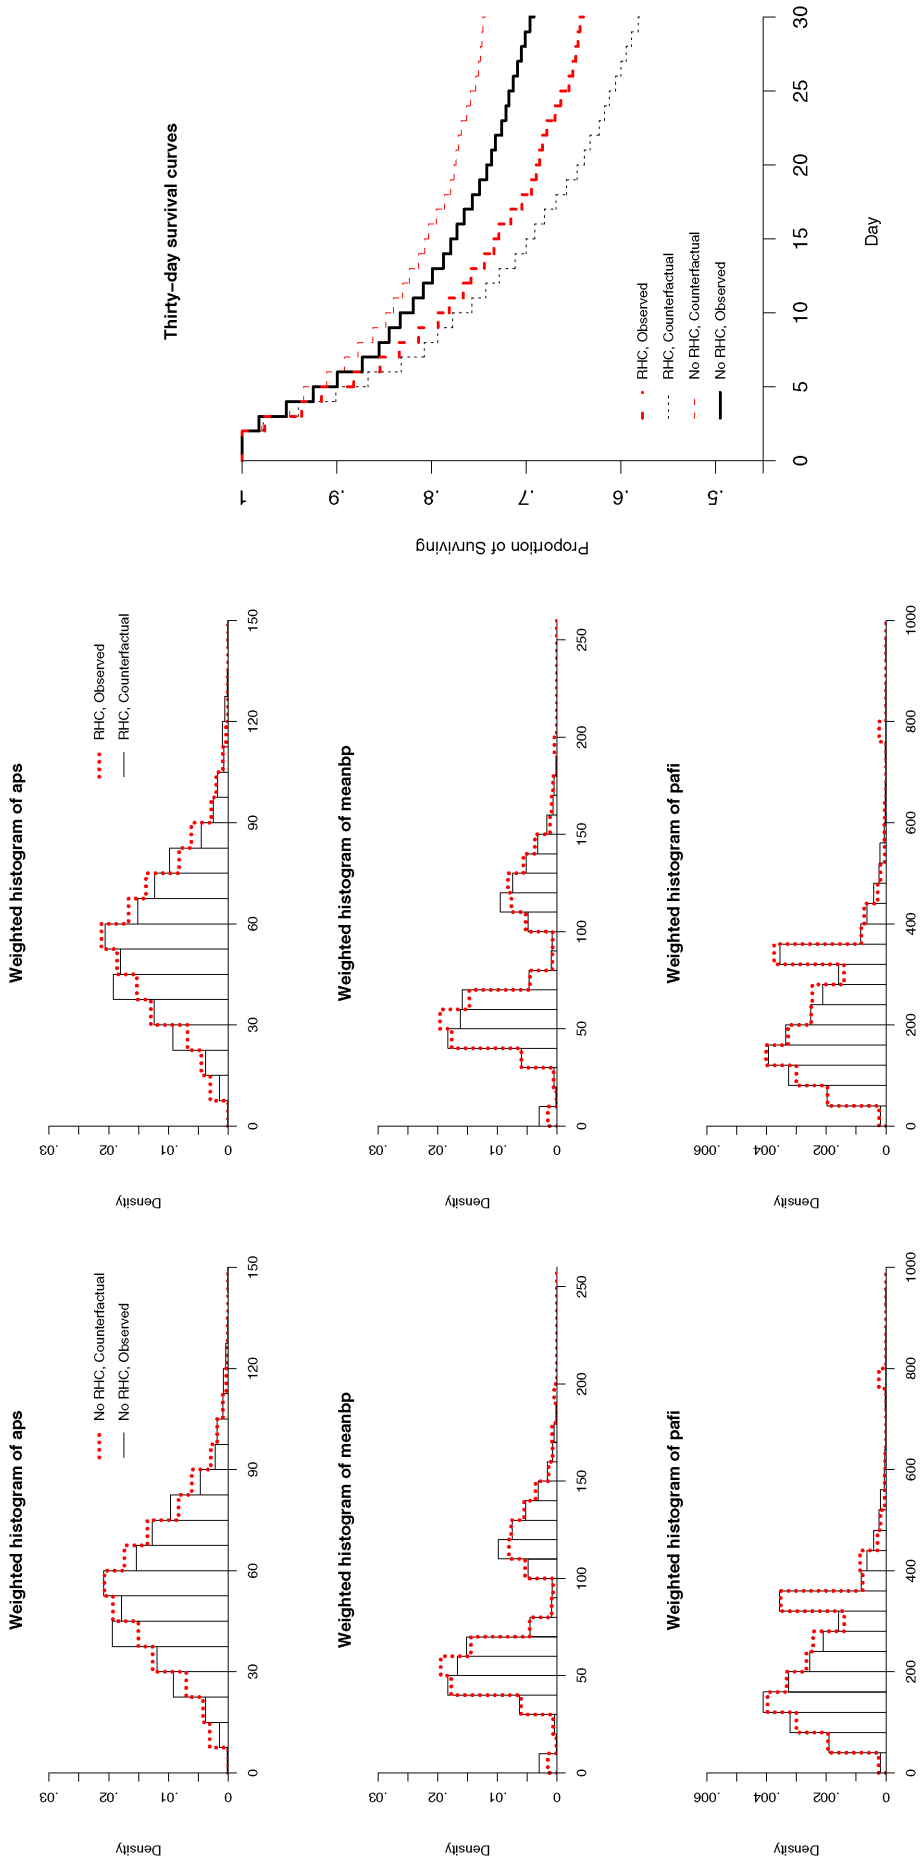 Weighted histogram of aps
Density
0 .01 .02 .03
0 30 60 90 120 150
No RHC, Counterfactual
No RHC, Observed
Weighted histogram of meanbp
Density
0 .01 .02 .03
0 50 100 150 200 250
Weighted histogram of pafi
Density
0 .002 .004 .006
0 200 400 600 800 1000
Weighted histogram of aps
Density
0 .01 .02 .03
0 30 60 90 120 150
RHC, Observed
RHC, Counterfactual
Weighted histogram of meanbp
Density
0 .01 .02 .03
0 50 100 150 200 250
Weighted histogram of pafi
Density
0 .002 .004 .006
0 200 400 600 800 1000
Thirty−day survival curves
Proportion of Surviving
1 .9 .8 .7 .6 .5
0 5 10 15 20 25 30
Day
RHC, Observed
RHC, Counterfactual
No RHC, Counterfactual
No RHC, Observed